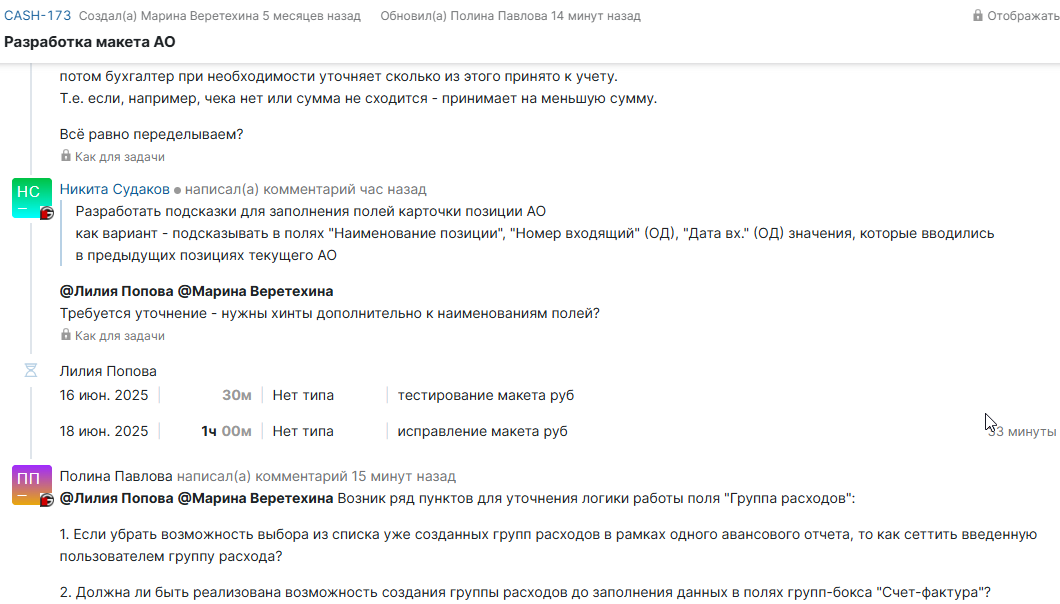 CASH-173 Создал(а) Марина Веретехина 5 месяцев назад Обновил(а) Полина Павлова 14 минут назад Отображать
Разработка макета АО
потом бухгалтер при необходимости уточняет сколько из этого принято к учету.
Т.е. если, например, чека нет или сумма не сходится - принимает на меньшую сумму.
Всё равно переделываем?
Как для задачи
НС
Никита Судаков написал(а) комментарий час назад
Разработать подсказки для заполнения полей карточки позиции АО
как вариант - подсказывать в полях "Наименование позиции", "Номер входящий" (ОД), "Дата вх." (ОД) значения, которые вводились
в предыдущих позициях текущего АО
@Лилия Попова @Марина Веретехина
Требуется уточнение - нужны хинты дополнительно к наименованиям полей?
Как для задачи
Лилия Попова
16 июн. 2025 30м Нет типа тестирование макета руб
18 июн. 2025 1ч 00м Нет типа исправление макета руб
33 минуты
ПП
Полина Павлова написал(а) комментарий 15 минут назад
@Лилия Попова @Марина Веретехина Возник ряд пунктов для уточнения логики работы поля "Группа расходов":
1. Если убрать возможность выбора из списка уже созданных групп расходов в рамках одного авансового отчета, то как сеттить введенную
пользователем группу расхода?
2. Должна ли быть реализована возможность создания группы расходов до заполнения данных в полях групп-бокса "Счет-фактура"?